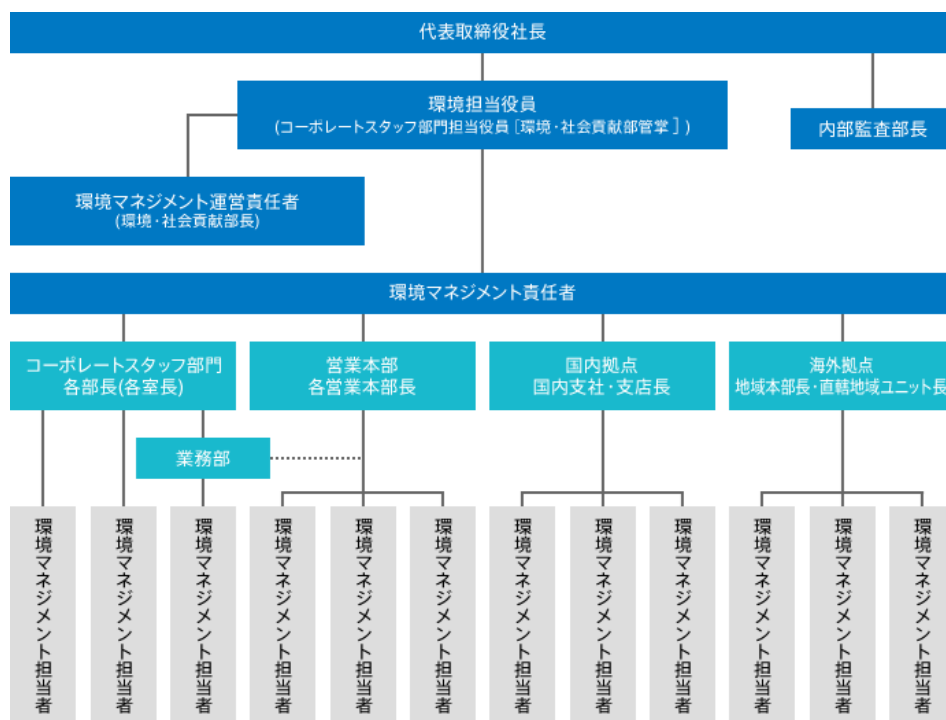 代表取締役社長
環境担当役員
(コーポレートスタッフ部門担当役員［環境・社会貢献部管掌］)
内部監査部長
環境マネジメント運営責任者
(環境・社会貢献部長)
環境マネジメント責任者
コーポレートスタッフ部門
各部長(各室長)
営業本部
各営業本部長
国内拠点
国内支社・支店長
海外拠点
地域本部長・直轄地域ユニット長
業務部
環境マネジメント担当者
環境マネジメント担当者
環境マネジメント担当者
環境マネジメント担当者
環境マネジメント担当者
環境マネジメント担当者
環境マネジメント担当者
環境マネジメント担当者
環境マネジメント担当者
環境マネジメント担当者
環境マネジメント担当者
環境マネジメント担当者